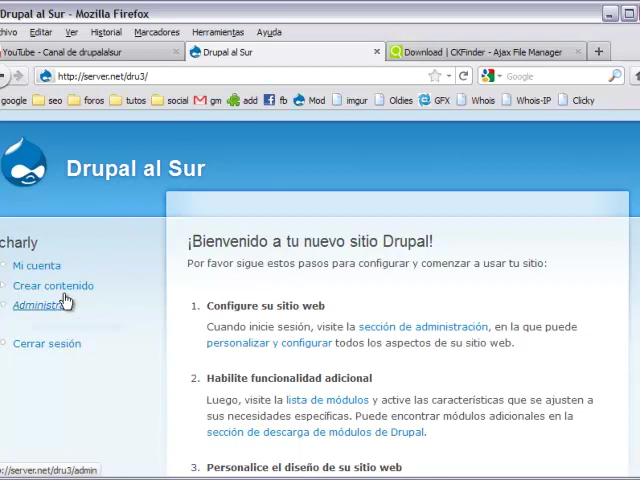 Drupal al Sur - Mozilla Firefox
Editar Ver Historial Marcadores Herramientas Ayuda
YouTube - Canal de drupalalsur Drupal al Sur Download | CKFinder - Ajax File Manager
http://server.net/dru3/ Google
google seo foros tutos social gm add fb Mod imgur Oldies GFX Whois Whois-IP Clicky
Drupal al Sur
charly
Mi cuenta
Crear contenido
Cerrar sesión
¡Bienvenido a tu nuevo sitio Drupal!
Por favor sigue estos pasos para configurar y comenzar a usar tu sitio:
1. Configure su sitio web
Cuando inicie sesión, visite la sección de administración, en la que puede
personalizar y configurar todos los aspectos de su sitio web.
2. Habilite funcionalidad adicional
Luego, visite la lista de módulos y active las características que se ajusten a
sus necesidades específicas. Puede encontrar módulos adicionales en la
sección de descarga de módulos de Drupal.
3. Personalice el diseño de su sitio web
://server.net/dru3/admin